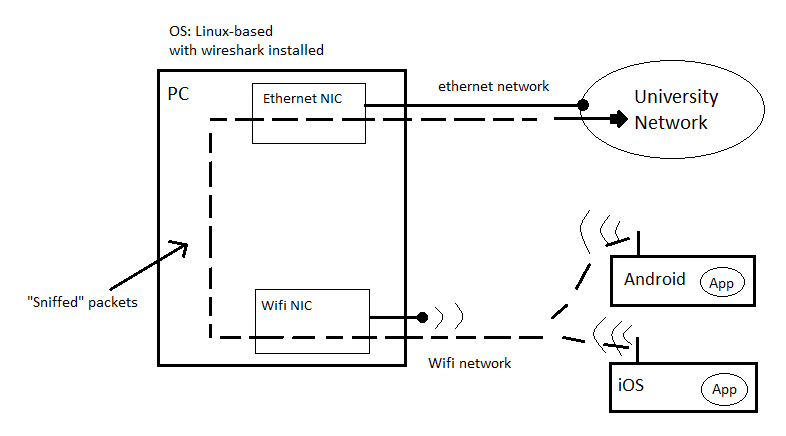 OS: Linux-based
with wireshark installed
PC
Ethernet NIC
ethernet network
University
Network
"Sniffed" packets
Wifi NIC
Wifi network
Android
App
iOS
App